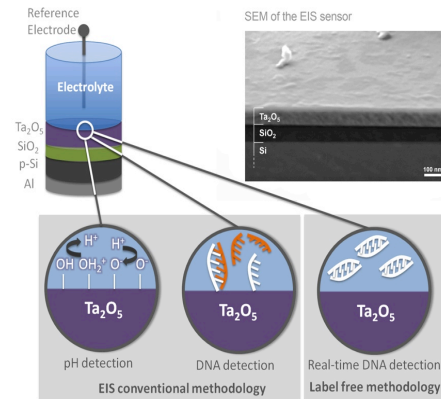 Reference
Electrode
Electrolyte
Ta₂O₅
SiO₂
p-Si
Al
SEM of the EIS sensor
Ta₂O₅
SiO₂
Si
100 nm
H⁺ H⁺
OH OH₂⁺ O⁻ O⁻
Ta₂O₅
pH detection
Ta₂O₅
DNA detection
EIS conventional methodology
Ta₂O₅
Real-time DNA detection
Label free methodology